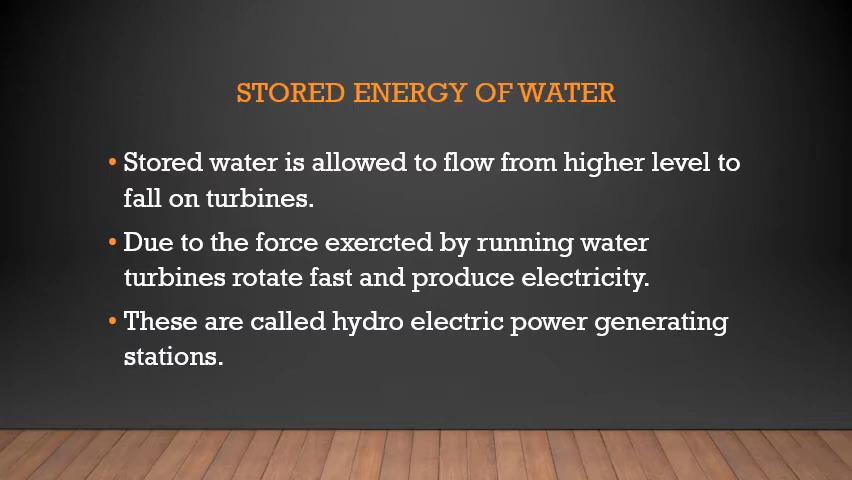 STORED ENERGY OF WATER
• Stored water is allowed to flow from higher level to
fall on turbines.
• Due to the force exercted by running water
turbines rotate fast and produce electricity.
• These are called hydro electric power generating
stations.